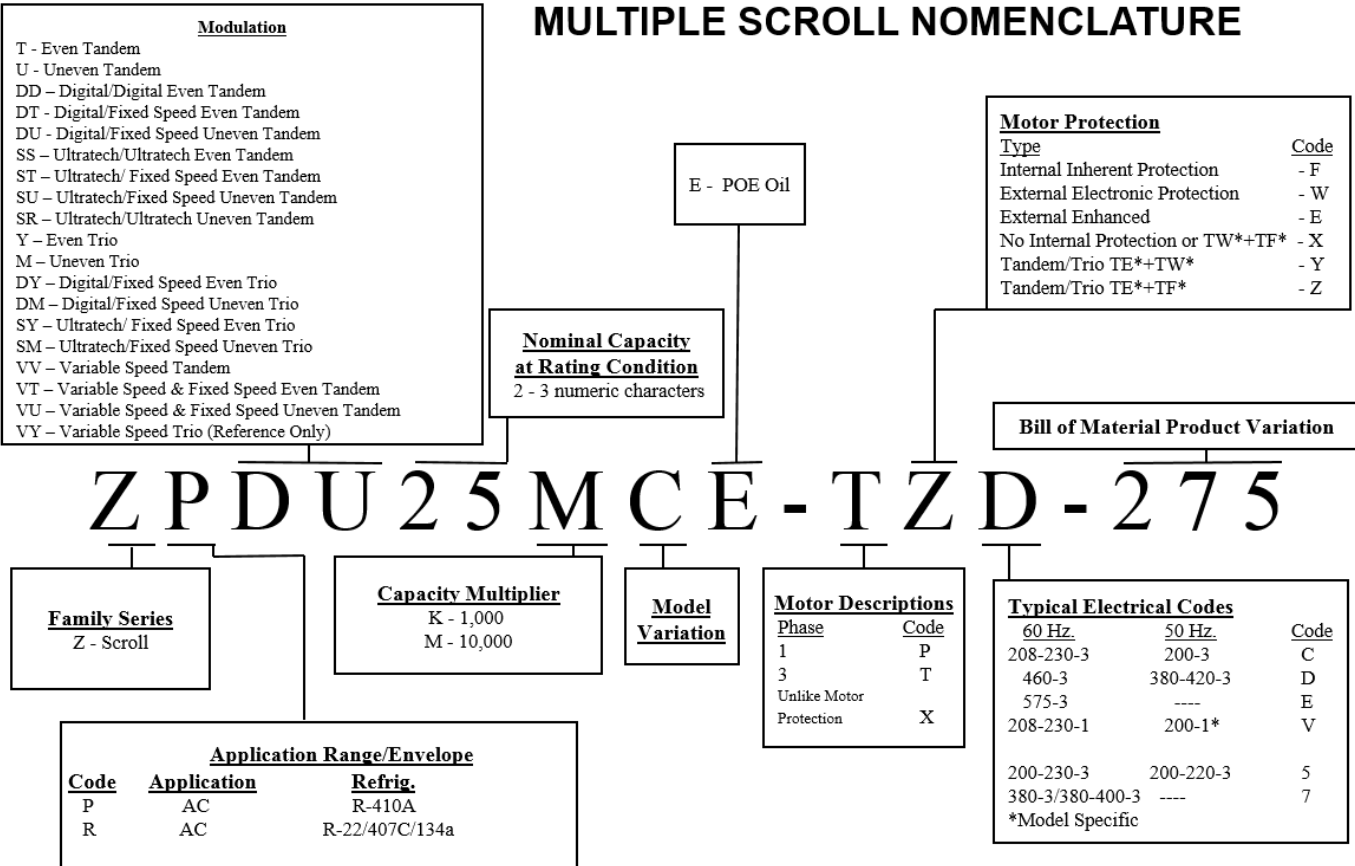 MULTIPLE SCROLL NOMENCLATURE
Modulation
T - Even Tandem
U - Uneven Tandem
DD – Digital/Digital Even Tandem
DT - Digital/Fixed Speed Even Tandem
DU - Digital/Fixed Speed Uneven Tandem
SS – Ultratech/Ultratech Even Tandem
ST – Ultratech/ Fixed Speed Even Tandem
SU – Ultratech/Fixed Speed Uneven Tandem
SR – Ultratech/Ultratech Uneven Tandem
Y – Even Trio
M – Uneven Trio
DY – Digital/Fixed Speed Even Trio
DM – Digital/Fixed Speed Uneven Trio
SY – Ultratech/ Fixed Speed Even Trio
SM – Ultratech/Fixed Speed Uneven Trio
VV – Variable Speed Tandem
VT – Variable Speed & Fixed Speed Even Tandem
VU – Variable Speed & Fixed Speed Uneven Tandem
VY – Variable Speed Trio (Reference Only)
Nominal Capacity
at Rating Condition
2 - 3 numeric characters
E - POE Oil
Motor Protection
Type Code
Internal Inherent Protection - F
External Electronic Protection - W
External Enhanced - E
No Internal Protection or TW*+TF* - X
Tandem/Trio TE*+TW* - Y
Tandem/Trio TE*+TF* - Z
Bill of Material Product Variation
ZPDU25MCE-TZD-275
Family Series
Z - Scroll
Application Range/Envelope
Code Application Refrig.
P AC R-410A
R AC R-22/407C/134a
Capacity Multiplier
K - 1,000
M - 10,000
Model
Variation
Motor Descriptions
Phase Code
1 P
3 T
Unlike Motor
Protection X
Typical Electrical Codes
60 Hz. 50 Hz. Code
208-230-3 200-3 C
460-3 380-420-3 D
575-3 ---- E
208-230-1 200-1* V
200-230-3 200-220-3 5
380-3/380-400-3 ---- 7
*Model Specific